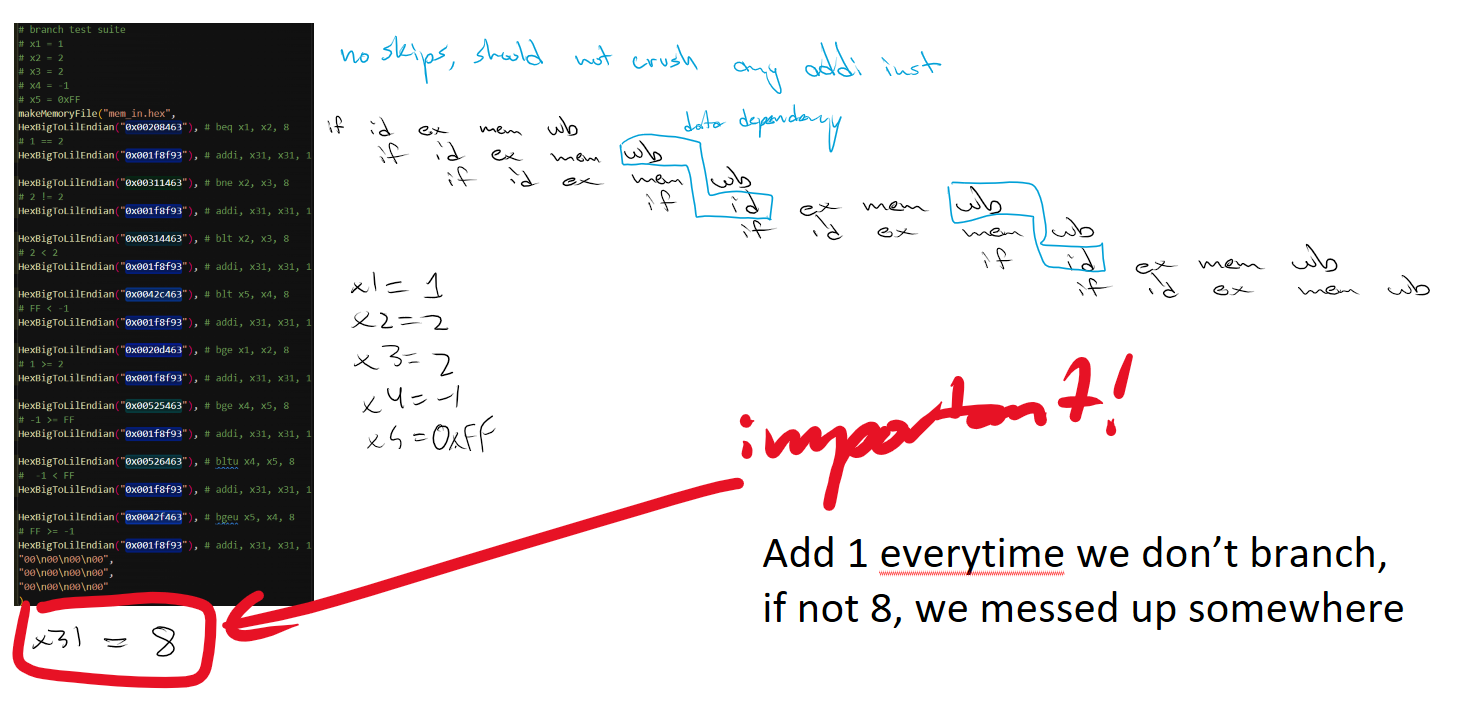 # branch test suite
# x1 = 1
# x2 = 2
# x3 = 2
# x4 = -1
# x5 = 0xFF
makeMemoryFile("mem_in.hex",
HexBigToLilEndian("0x00208463"), # beq x1, x2, 8
# 1 == 2
HexBigToLilEndian("0x001f8f93"), # addi, x31, x31, 1
HexBigToLilEndian("0x00311463"), # bne x2, x3, 8
# 2 != 2
HexBigToLilEndian("0x001f8f93"), # addi, x31, x31, 1
HexBigToLilEndian("0x00314463"), # blt x2, x3, 8
# 2 < 2
HexBigToLilEndian("0x001f8f93"), # addi, x31, x31, 1
HexBigToLilEndian("0x0042c463"), # blt x5, x4, 8
# FF < -1
HexBigToLilEndian("0x001f8f93"), # addi, x31, x31, 1
HexBigToLilEndian("0x0020d463"), # bge x1, x2, 8
# 1 >= 2
HexBigToLilEndian("0x001f8f93"), # addi, x31, x31, 1
HexBigToLilEndian("0x00525463"), # bge x4, x5, 8
# -1 >= FF
HexBigToLilEndian("0x001f8f93"), # addi, x31, x31, 1
HexBigToLilEndian("0x00526463"), # bltu x4, x5, 8
# -1 < FF
HexBigToLilEndian("0x001f8f93"), # addi, x31, x31, 1
HexBigToLilEndian("0x0042f463"), # bgeu x5, x4, 8
# FF >= -1
HexBigToLilEndian("0x001f8f93"), # addi, x31, x31, 1
"00\n00\n00\n00",
"00\n00\n00\n00",
"00\n00\n00\n00"
)
x31 = 8
no skips, should not crush any addi inst
data dependency
if id ex mem wb
if id ex mem wb
if id ex mem wb
if id ex mem wb
if id ex mem wb
if id ex mem wb
if id ex mem wb
x1 = 1
x2 = 2
x3 = 2
x4 = -1
x5 = 0xFF
important!
Add 1 everytime we don’t branch,
if not 8, we messed up somewhere